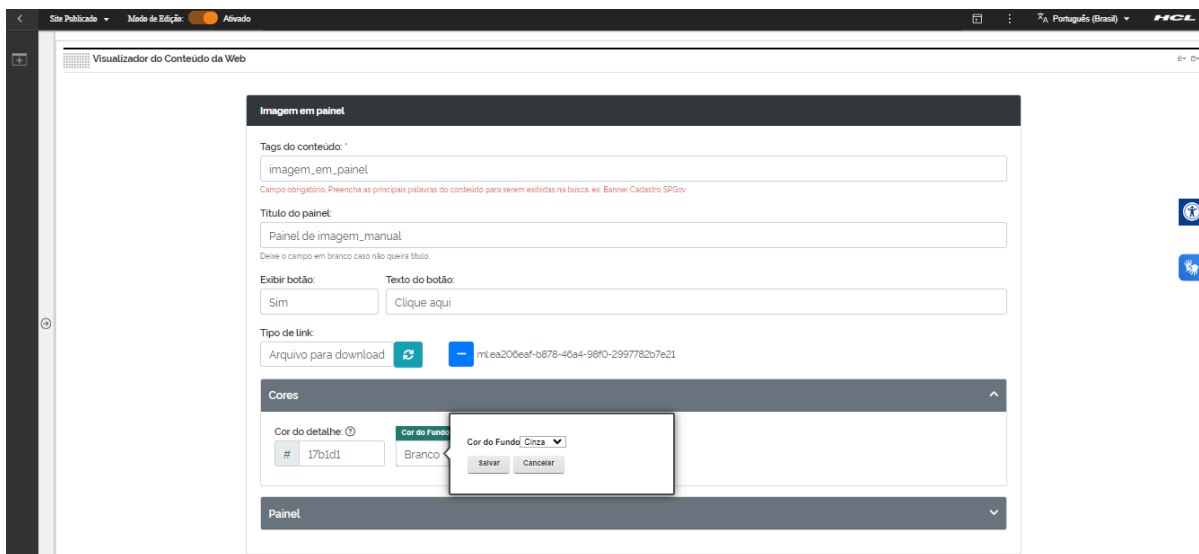 Site Publicado Modo de Edição: Ativado Português (Brasil) HCL
Visualizador do Conteúdo da Web
Imagem em painel
Tags do conteúdo: *
imagem_em_painel
Campo obrigatório. Preencha as principais palavras do conteúdo para serem exibidas na busca. ex: Banner Cadastro SPGov
Título do painel:
Painel de imagem_manual
Deixe o campo em branco caso não queira título.
Exibir botão: Texto do botão:
Sim Clique aqui
Tipo de link:
Arquivo para download ml:ea206eaf-b878-46a4-98f0-2997782b7e21
Cores
Cor do detalhe: Cor do Fundo
# 17b1d1 Branco
Cor do Fundo Cinza
Salvar Cancelar
Painel